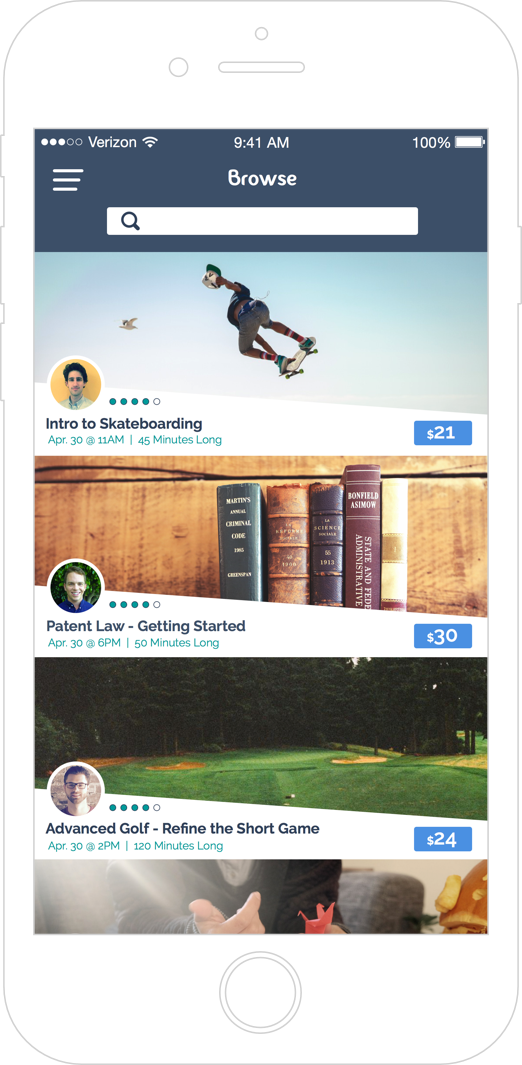 Verizon 9:41 AM 100%
Browse
Intro to Skateboarding
Apr. 30 @ 11AM | 45 Minutes Long
$21
MARTIN'S
ANNUAL
CRIMINAL
CODE
1985
GREENSPAN
LA
SCIENCE
SOCIALE
1913
BONFIELD
ASIMOW
STATE AND FEDE
ADMINISTRATIVE
Patent Law - Getting Started
Apr. 30 @ 6PM | 50 Minutes Long
$30
Advanced Golf - Refine the Short Game
Apr. 30 @ 2PM | 120 Minutes Long
$24